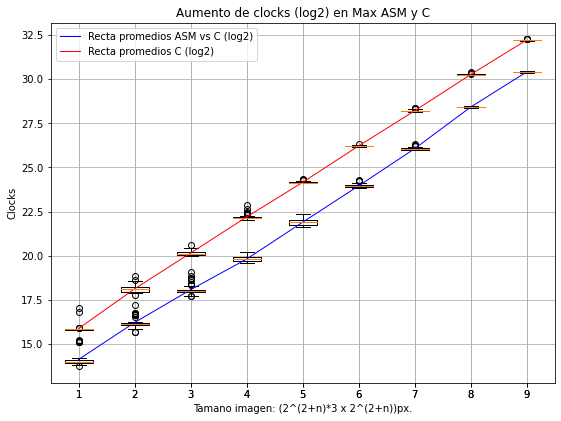 Aumento de clocks (log2) en Max ASM y C
Recta promedios ASM vs C (log2)
Recta promedios C (log2)
Clocks
32.5
30.0
27.5
25.0
22.5
20.0
17.5
15.0
1 2 3 4 5 6 7 8 9
Tamano imagen: (2^(2+n)*3 x 2^(2+n))px.